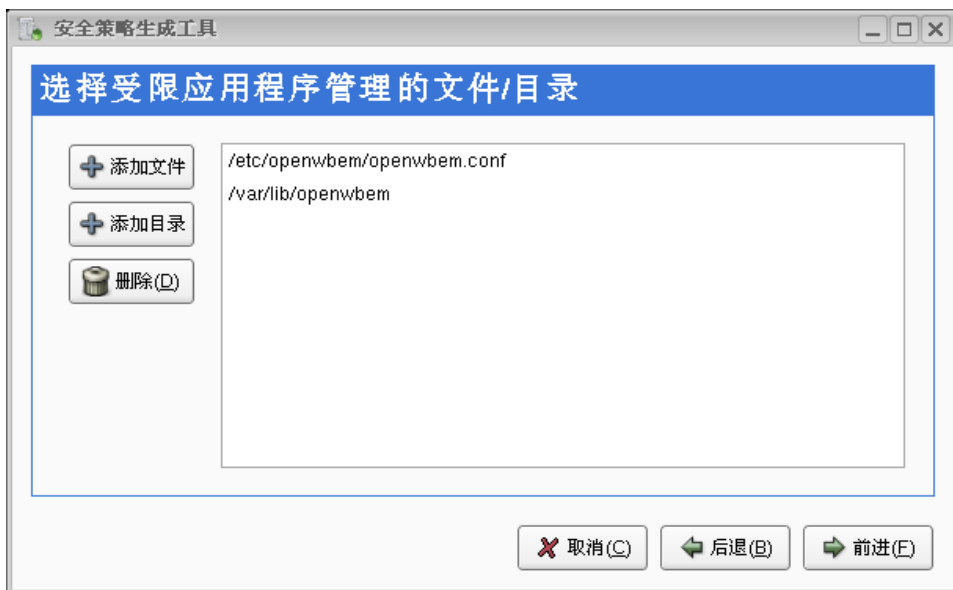 安全策略生成工具
选择受限应用程序管理的文件/目录
添加文件
添加目录
删除(D)
/etc/openwbem/openwbem.conf
/var/lib/openwbem
取消(C)
后退(B)
前进(F)